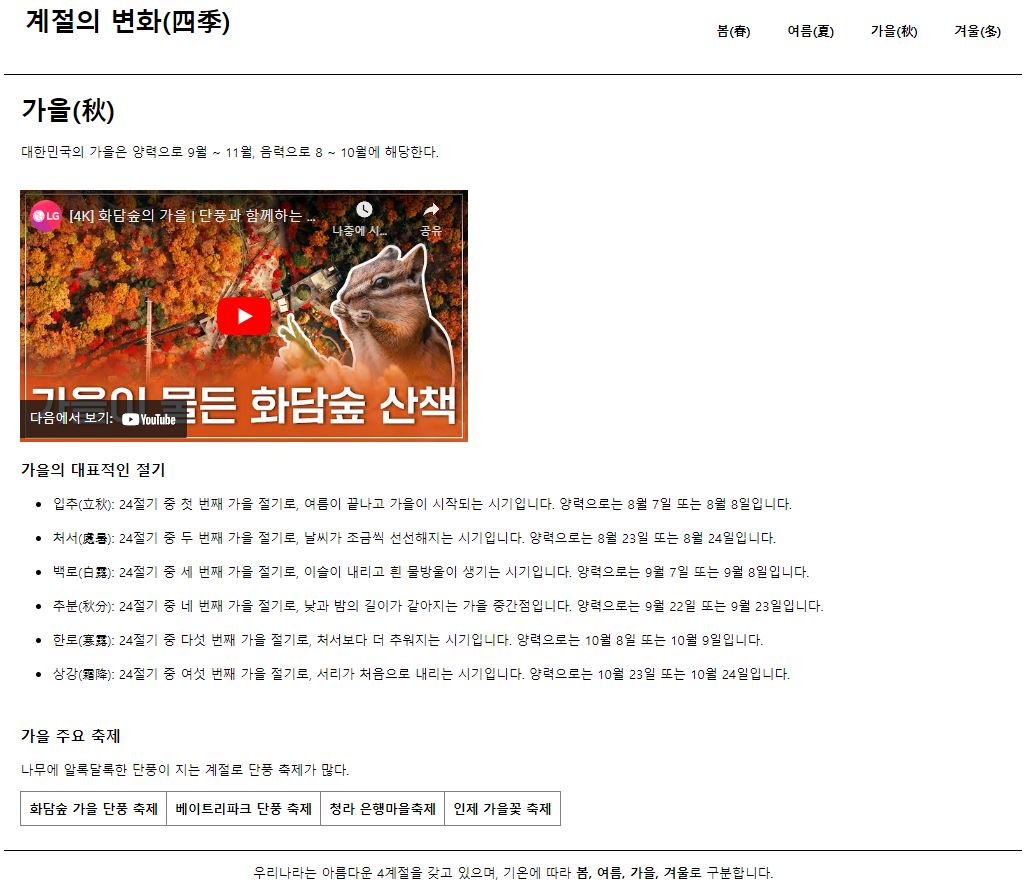 계절의 변화(四季)
봄(春) 여름(夏) 가을(秋) 겨울(冬)
가을(秋)
대한민국의 가을은 양력으로 9월 ~ 11월, 음력으로 8 ~ 10월에 해당한다.
LG [4K] 화담숲의 가을 | 단풍과 함께하는 ...
나중에 시... 공유
가을이 물든 화담숲 산책
다음에서 보기: YouTube
가을의 대표적인 절기
입추(立秋): 24절기 중 첫 번째 가을 절기로, 여름이 끝나고 가을이 시작되는 시기입니다. 양력으로는 8월 7일 또는 8월 8일입니다.
처서(處暑): 24절기 중 두 번째 가을 절기로, 날씨가 조금씩 선선해지는 시기입니다. 양력으로는 8월 23일 또는 8월 24일입니다.
백로(白露): 24절기 중 세 번째 가을 절기로, 이슬이 내리고 흰 물방울이 생기는 시기입니다. 양력으로는 9월 7일 또는 9월 8일입니다.
추분(秋分): 24절기 중 네 번째 가을 절기로, 낮과 밤의 길이가 같아지는 가을 중간점입니다. 양력으로는 9월 22일 또는 9월 23일입니다.
한로(寒露): 24절기 중 다섯 번째 가을 절기로, 처서보다 더 추워지는 시기입니다. 양력으로는 10월 8일 또는 10월 9일입니다.
상강(霜降): 24절기 중 여섯 번째 가을 절기로, 서리가 처음으로 내리는 시기입니다. 양력으로는 10월 23일 또는 10월 24일입니다.
가을 주요 축제
나무에 알록달록한 단풍이 지는 계절로 단풍 축제가 많다.
화담숲 가을 단풍 축제 베이트리파크 단풍 축제 청라 은행마을축제 인제 가을꽃 축제
우리나라는 아름다운 4계절을 갖고 있으며, 기온에 따라 봄, 여름, 가을, 겨울로 구분합니다.